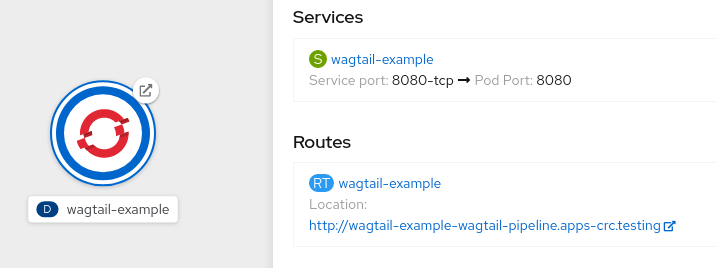 Services
S wagtail-example
Service port: 8080-tcp → Pod Port: 8080
Routes
RT wagtail-example
Location:
http://wagtail-example-wagtail-pipeline.apps-crc.testing
D wagtail-example